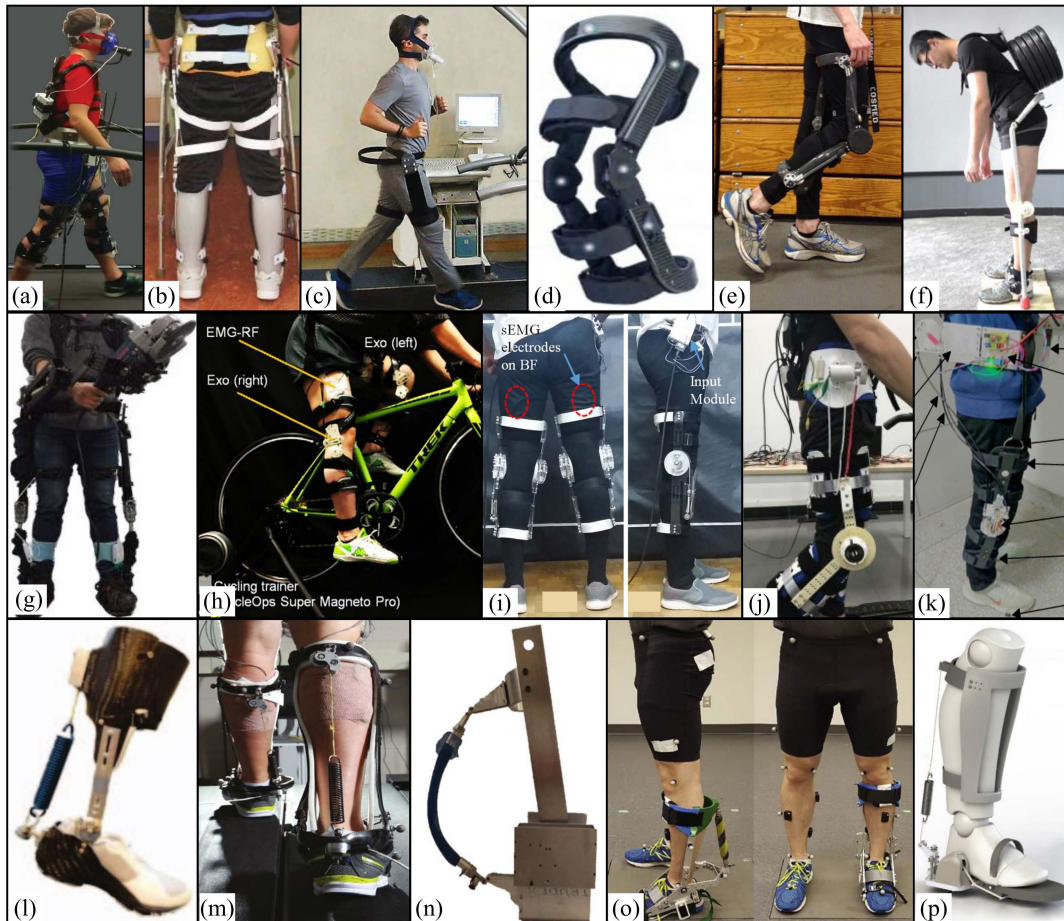 (a)
(b)
(c)
(d)
COSMED
(e)
(f)
(g)
EMG-RF
Exo (left)
Exo (right)
TREK
Cycling trainer
cleOps Super Magneto Pro)
(h)
sEMG
electrodes
on BF
Input
Module
(i)
(j)
(k)
(l)
(m)
(n)
(o)
(p)